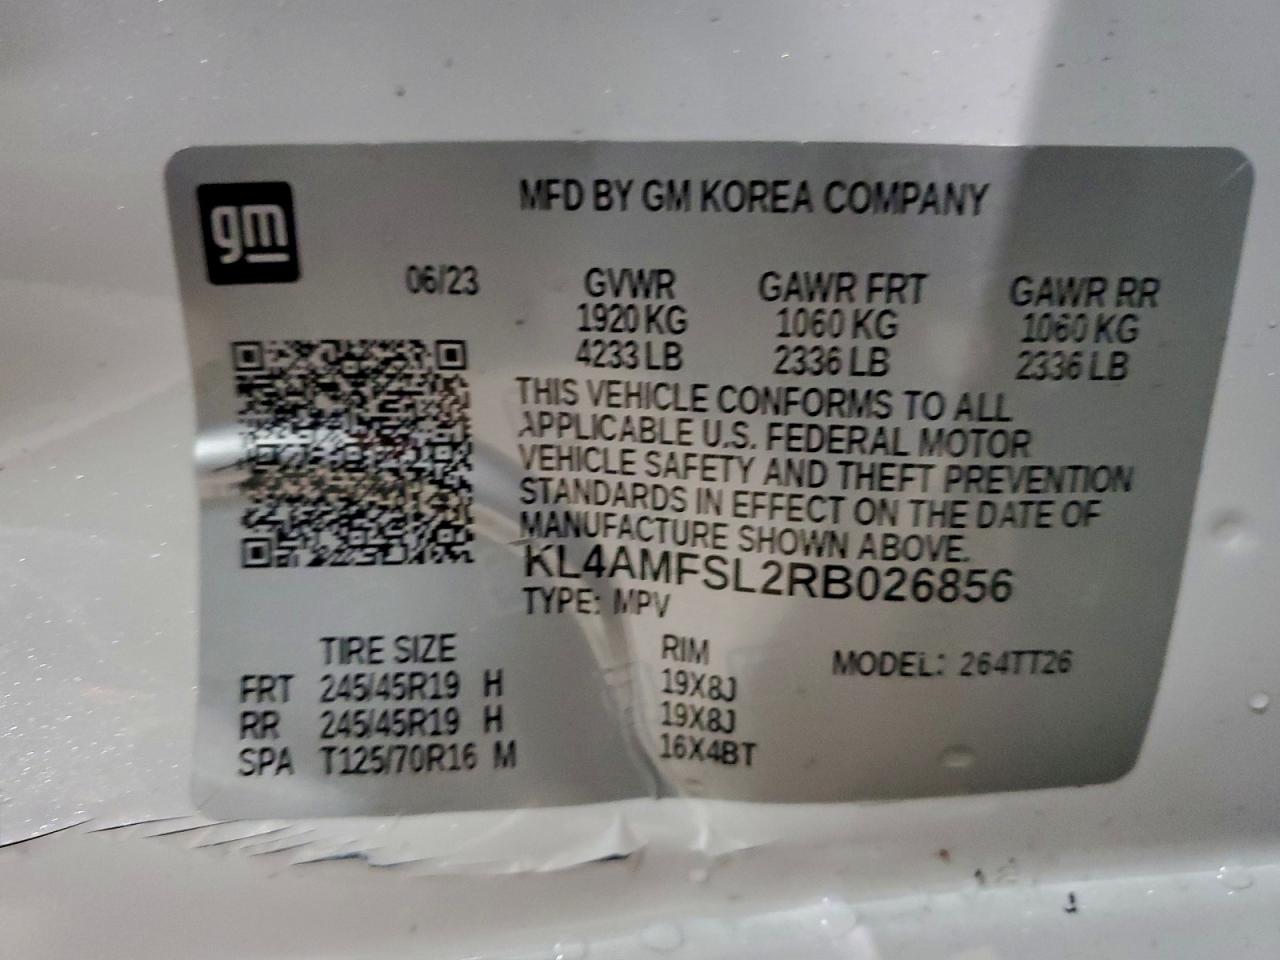 gm
MFD BY GM KOREA COMPANY
06/23
GVWR GAWR FRT GAWR RR
1920 KG 1060 KG 1060 KG
4233 LB 2336 LB 2336 LB
THIS VEHICLE CONFORMS TO ALL
APPLICABLE U.S. FEDERAL MOTOR
VEHICLE SAFETY AND THEFT PREVENTION
STANDARDS IN EFFECT ON THE DATE OF
MANUFACTURE SHOWN ABOVE.
KL4AMFSL2RB026856
TYPE: MPV
TIRE SIZE RIM MODEL: 264TT26
FRT 245/45R19 H 19X8J
RR 245/45R19 H 19X8J
SPA T125/70R16 M 16X4BT